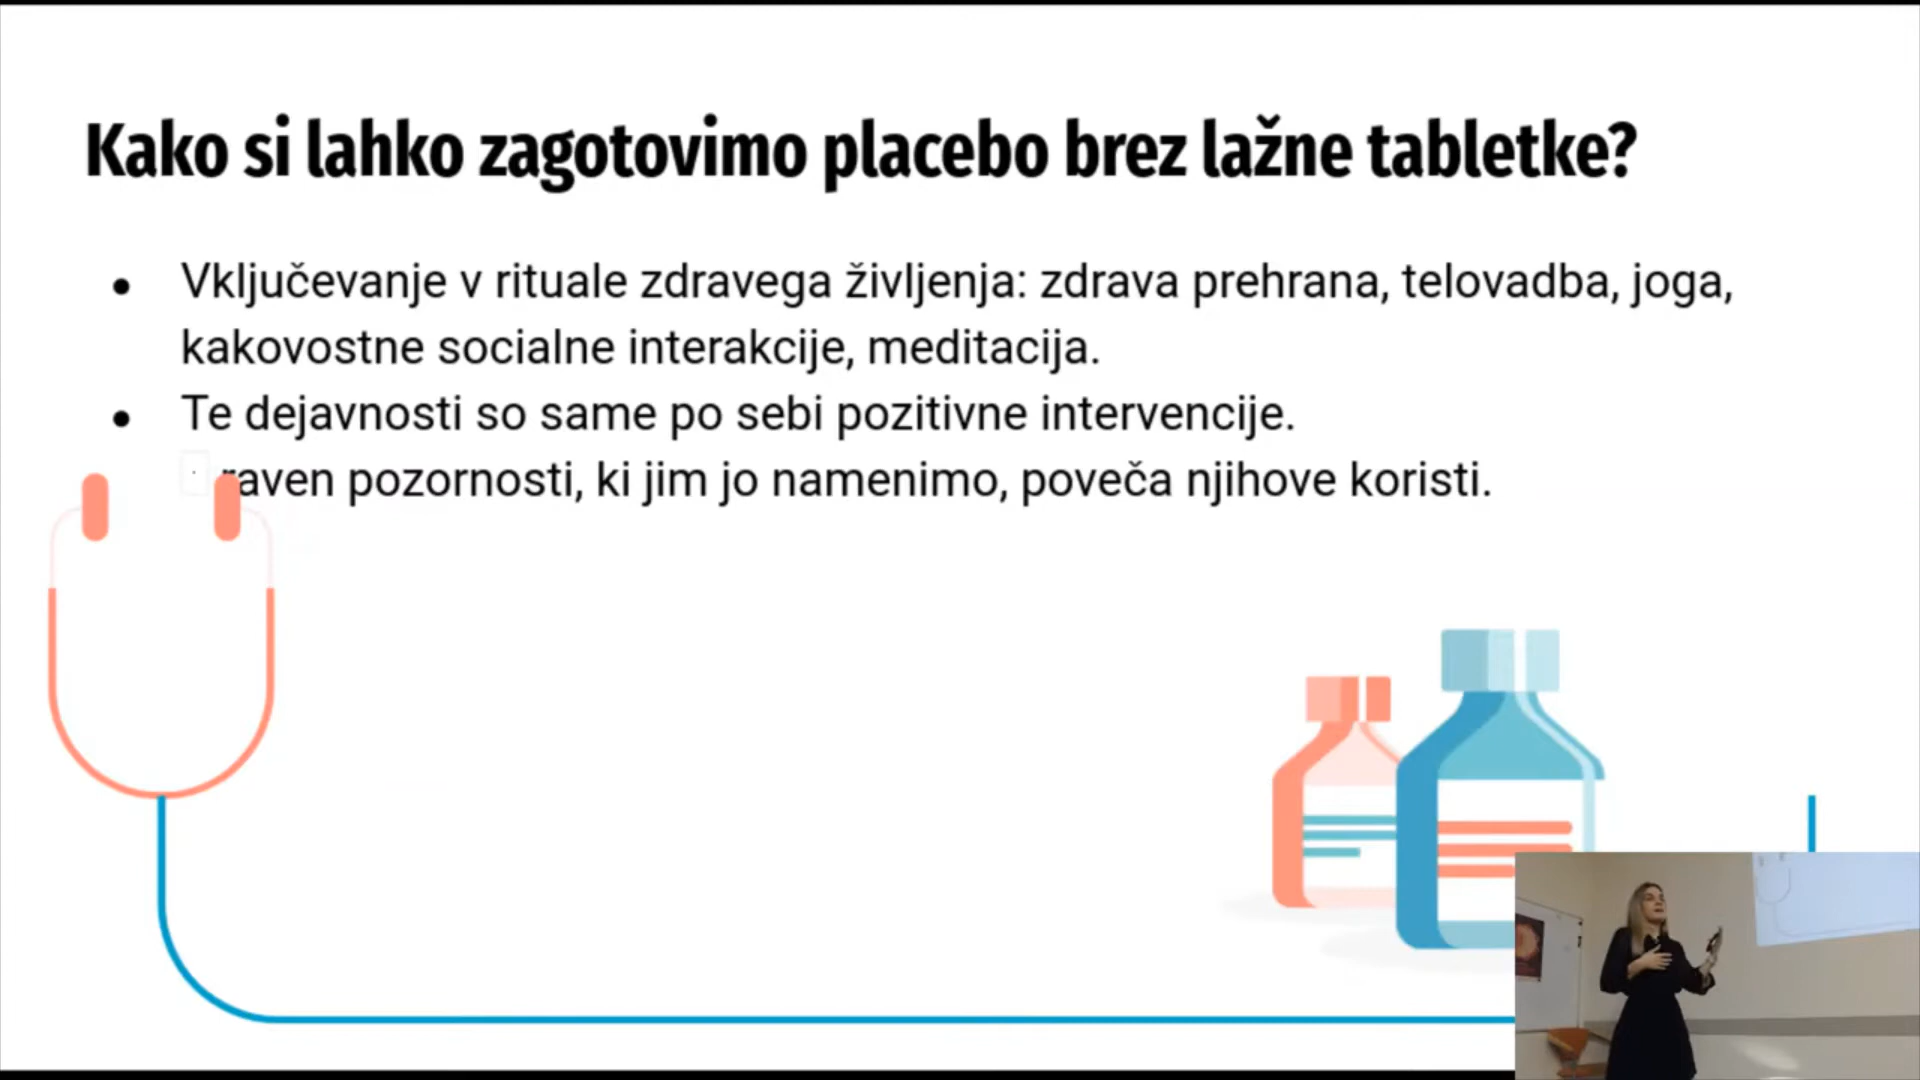 Kako si lahko zagotovimo placebo brez lažne tabletke?
• Vključevanje v rituale zdravega življenja: zdrava prehrana, telovadba, joga,
kakovostne socialne interakcije, meditacija.
• Te dejavnosti so same po sebi pozitivne intervencije.
raven pozornosti, ki jim jo namenimo, poveča njihove koristi.